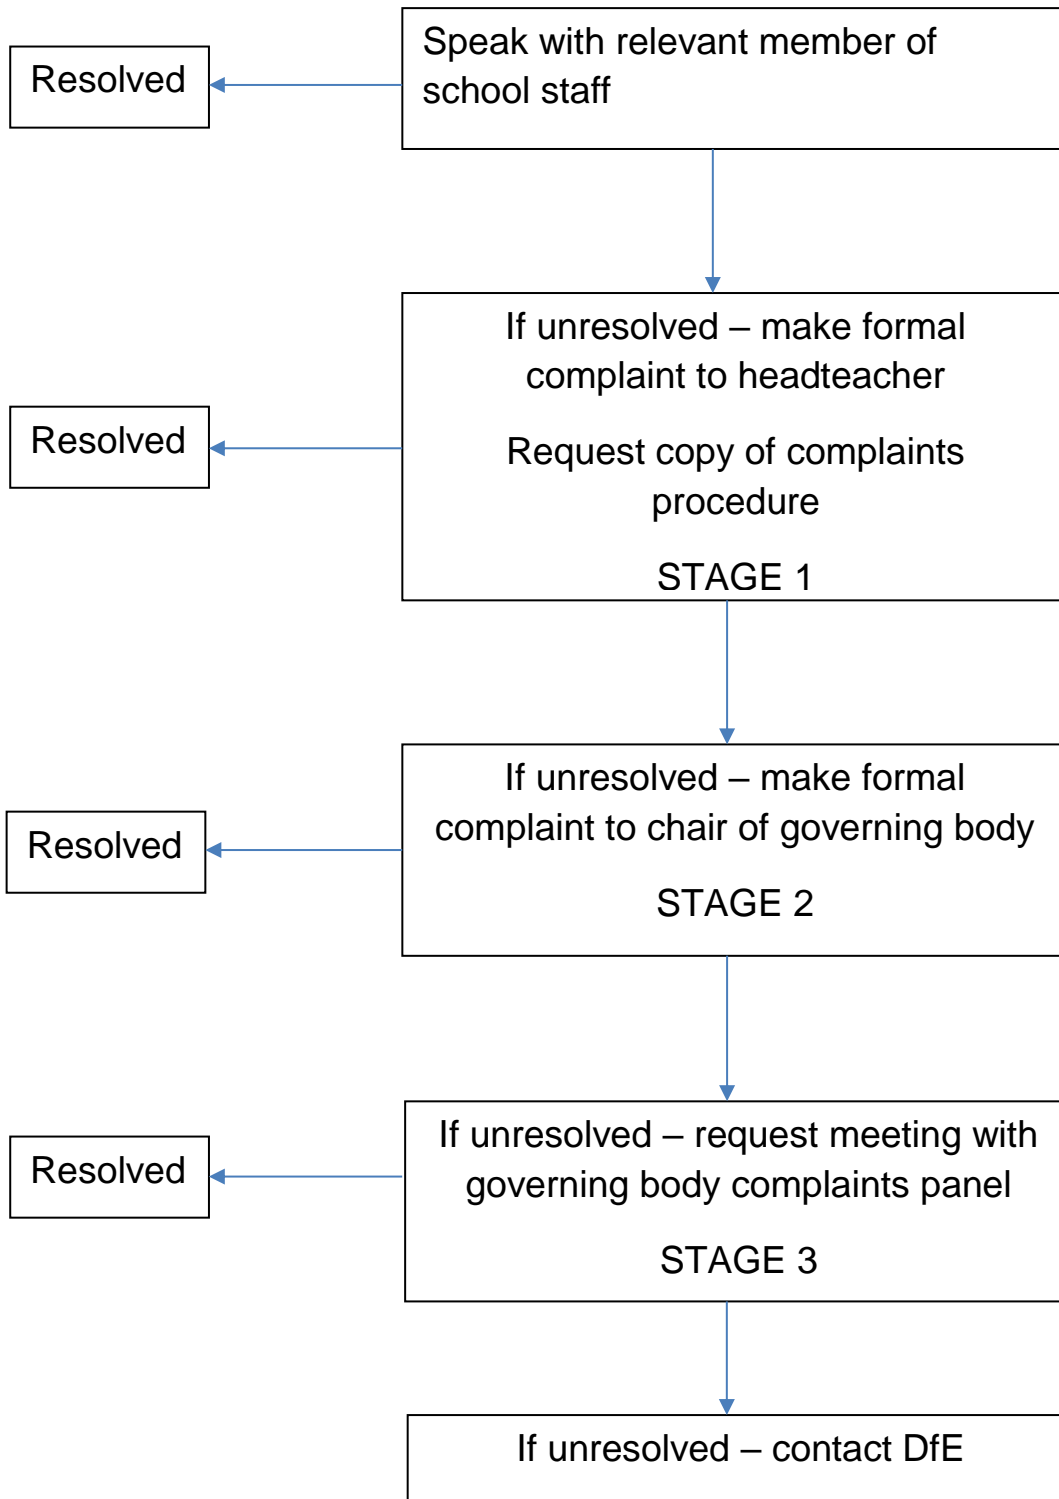 Speak with relevant member of
school staff
Resolved
If unresolved – make formal
complaint to headteacher
Request copy of complaints
procedure
STAGE 1
Resolved
If unresolved – make formal
complaint to chair of governing body
STAGE 2
Resolved
If unresolved – request meeting with
governing body complaints panel
STAGE 3
Resolved
If unresolved – contact DfE